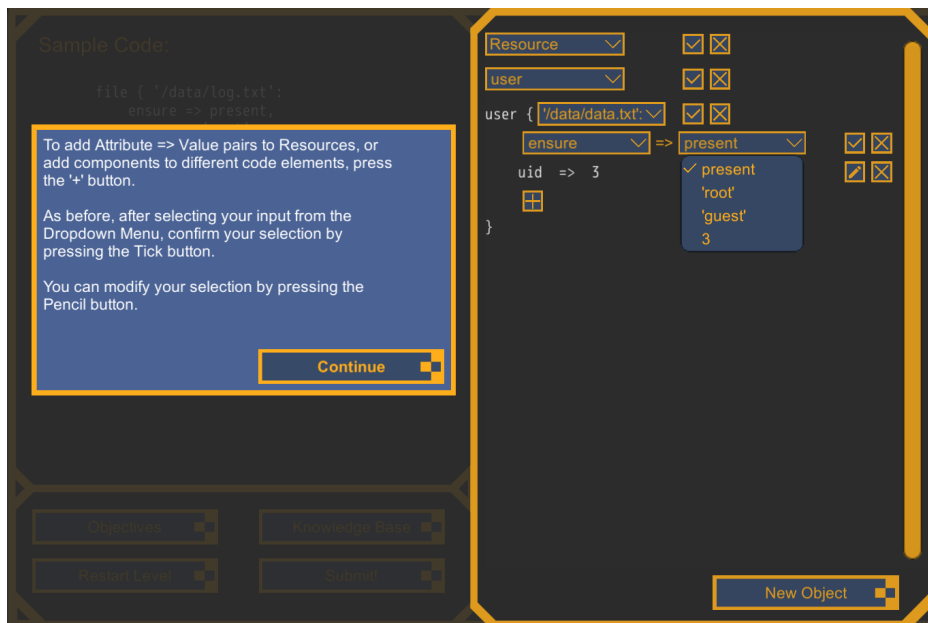 Sample Code:
file { '/data/log.txt':
ensure => present,
To add Attribute => Value pairs to Resources, or
add components to different code elements, press
the '+' button.
As before, after selecting your input from the
Dropdown Menu, confirm your selection by
pressing the Tick button.
You can modify your selection by pressing the
Pencil button.
Continue
Objectives
Knowledge Base
Restart Level
Submit!
Resource
user
user { '/data/data.txt':
ensure => present
uid => 3
present
'root'
'guest'
3
}
New Object